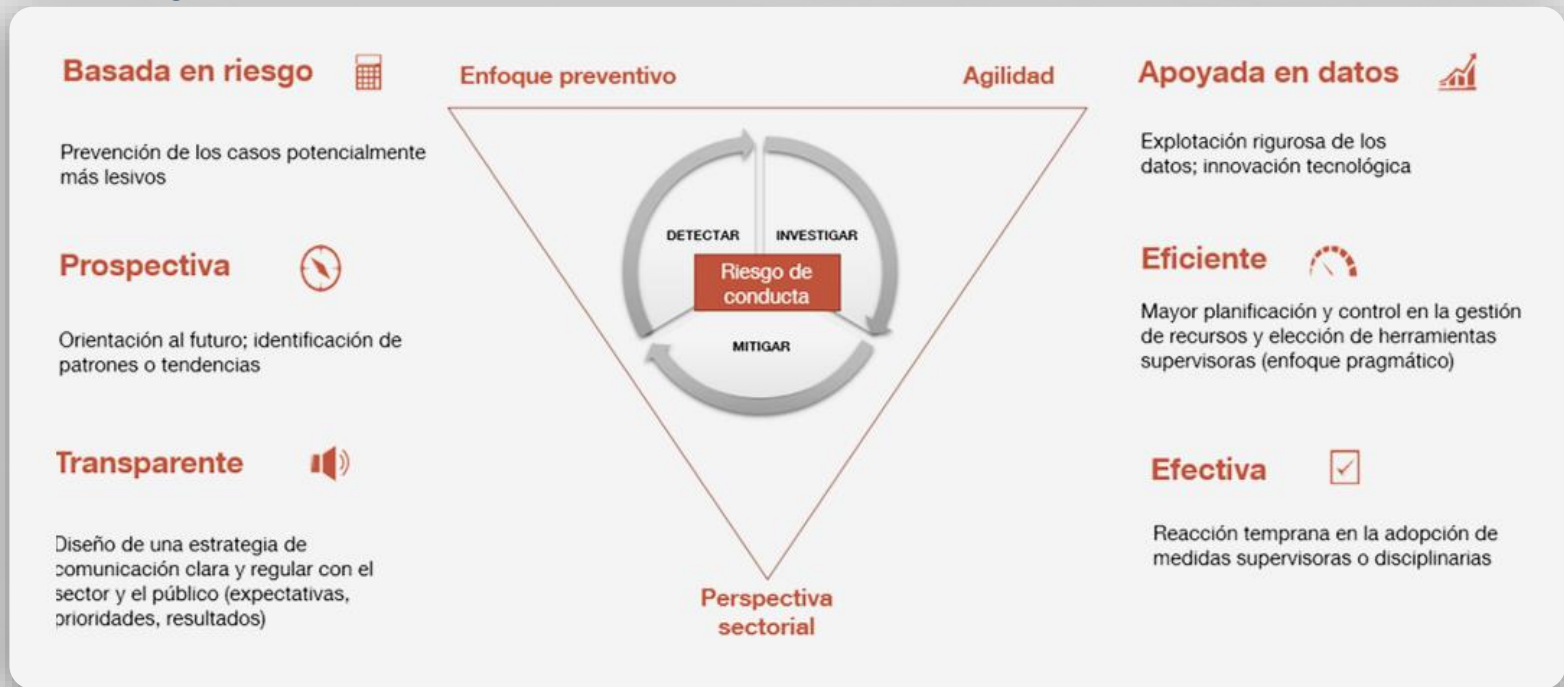 Basada en riesgo
Prevención de los casos potencialmente
más lesivos
Prospectiva
Orientación al futuro; identificación de
patrones o tendencias
Transparente
Diseño de una estrategia de
comunicación clara y regular con el
sector y el público (expectativas,
prioridades, resultados)
Enfoque preventivo
Agilidad
DETECTAR
INVESTIGAR
Riesgo de
conducta
MITIGAR
Perspectiva
sectorial
Apoyada en datos
Explotación rigurosa de los
datos; innovación tecnológica
Eficiente
Mayor planificación y control en la gestión
de recursos y elección de herramientas
supervisoras (enfoque pragmático)
Efectiva
Reacción temprana en la adopción de
medidas supervisoras o disciplinarias